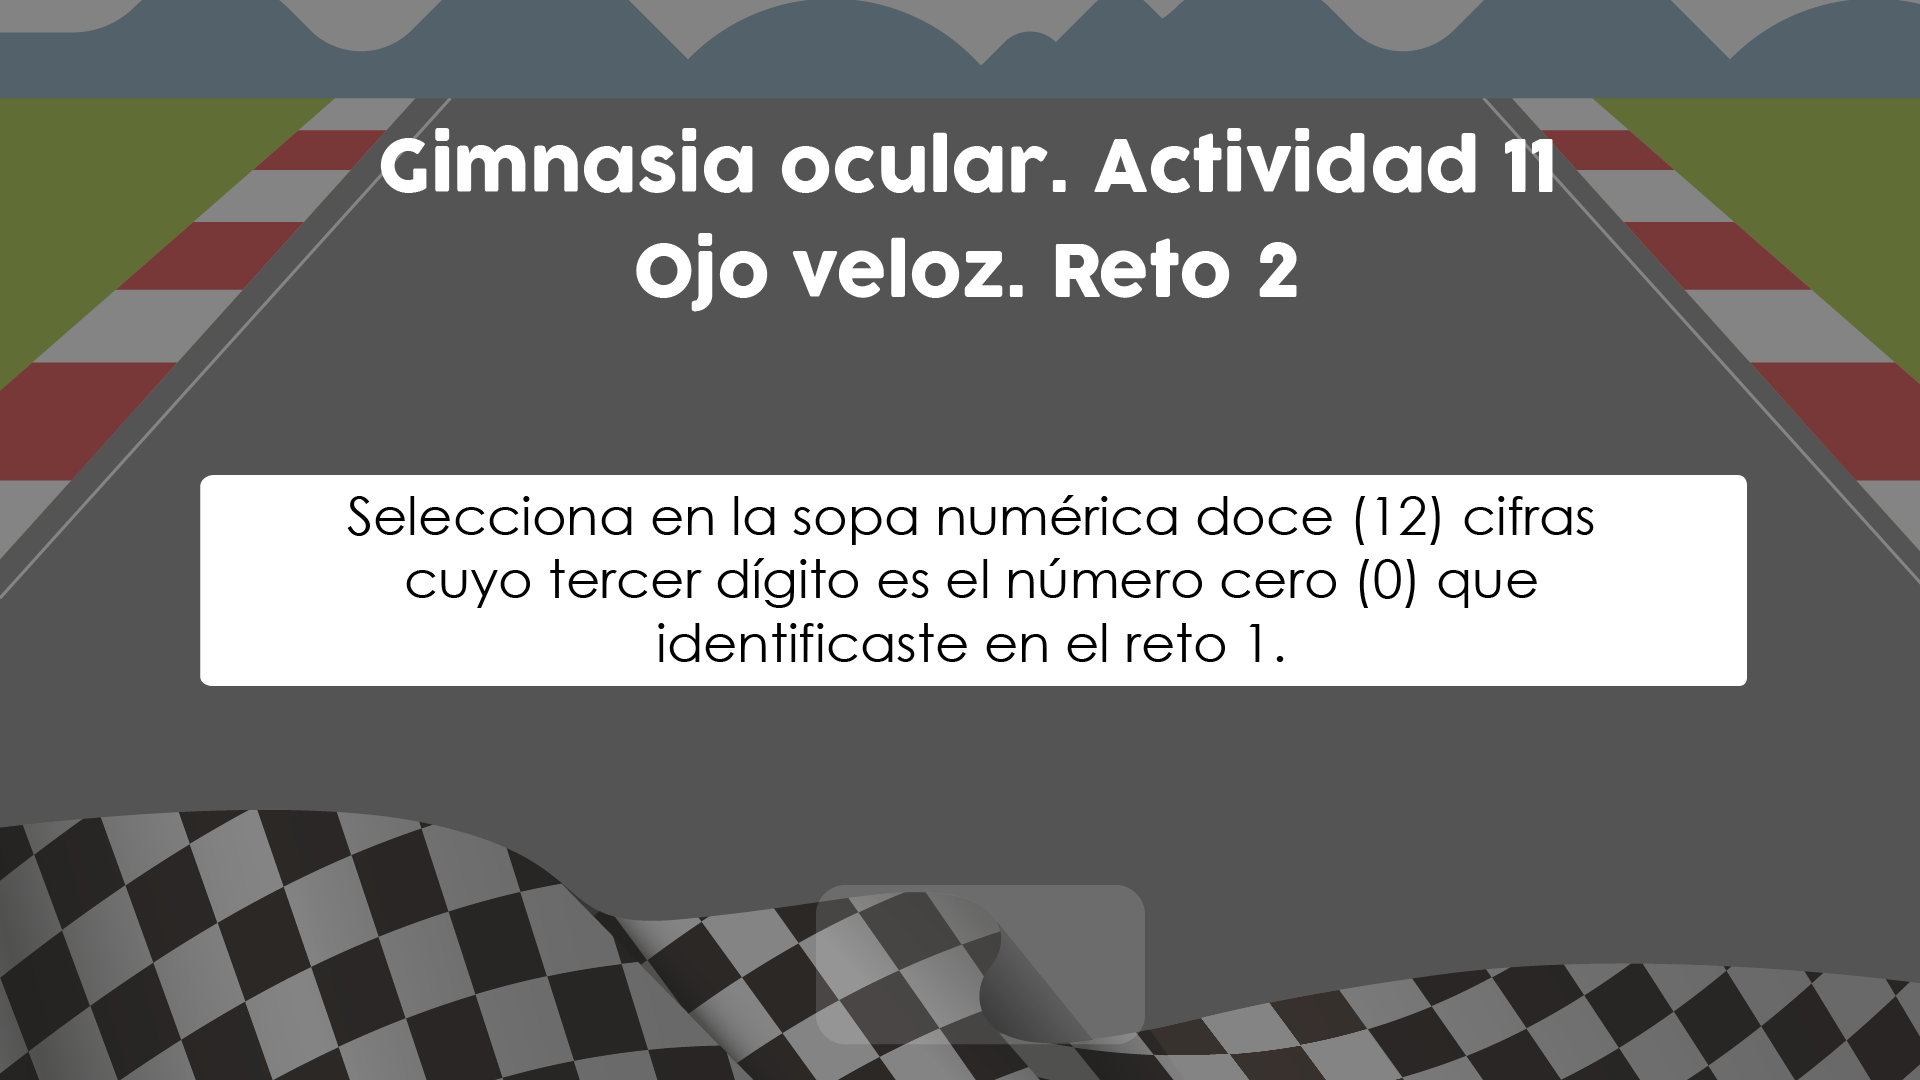 Gimnasia ocular. Actividad 11
Ojo veloz. Reto 2
Selecciona en la sopa numérica doce (12) cifras
cuyo tercer dígito es el número cero (0) que
identificaste en el reto 1.